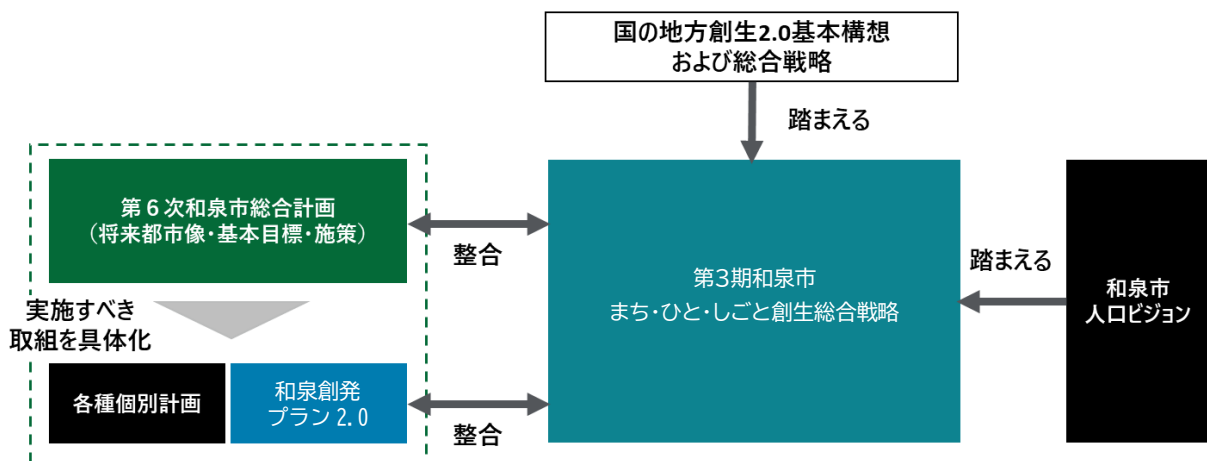 国の地方創生2.0基本構想
および総合戦略
踏まえる
第６次和泉市総合計画
（将来都市像・基本目標・施策）
整合
実施すべき
取組を具体化
各種個別計画
和泉創発
プラン 2.0
整合
第3期和泉市
まち・ひと・しごと創生総合戦略
踏まえる
和泉市
人口ビジョン